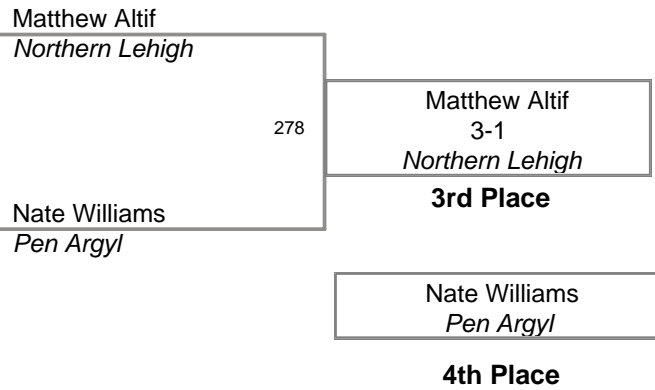 Matthew Altif
Northern Lehigh
278
Matthew Altif
3-1
Northern Lehigh
3rd Place
Nate Williams
Pen Argyl
Nate Williams
Pen Argyl
4th Place